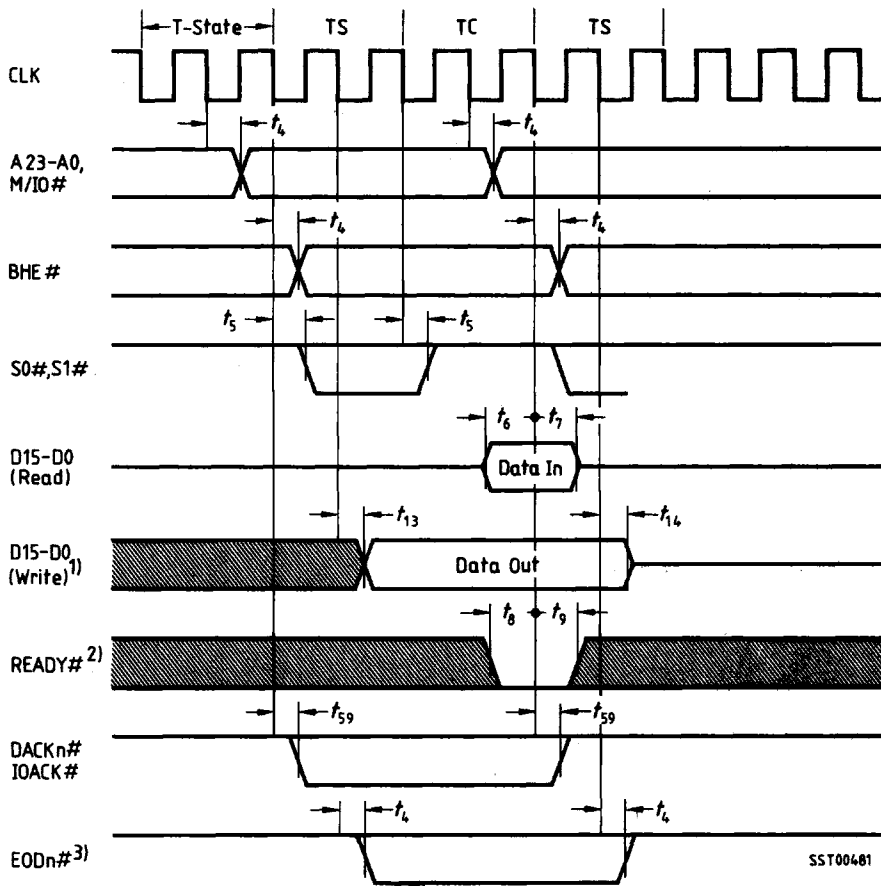 T-State TS TC TS
CLK
t4 t4
A23-A0,
M/IO#
t4 t4
BHE#
t5 t5
S0#,S1#
t6 t7
D15-D0
(Read)
Data In
t13 t14
D15-D0
(Write)1)
Data Out
t8 t9
READY#2)
t59 t59
DACKn#
IOACK#
t4 t4
EODn#3)
SST00481